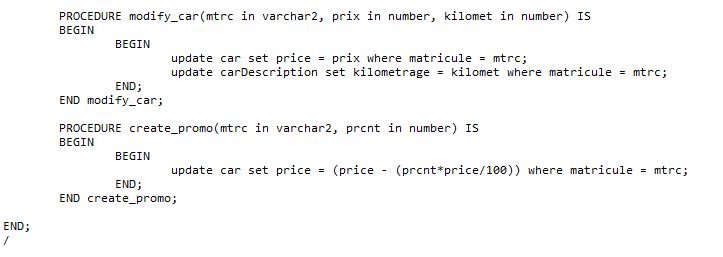 PROCEDURE modify_car(mtrc in varchar2, prix in number, kilomet in number) IS
BEGIN
BEGIN
update car set price = prix where matricule = mtrc;
update carDescription set kilometrage = kilomet where matricule = mtrc;
END;
END modify_car;
PROCEDURE create_promo(mtrc in varchar2, prcnt in number) IS
BEGIN
BEGIN
update car set price = (price - (prcnt*price/100)) where matricule = mtrc;
END;
END create_promo;
END;
/